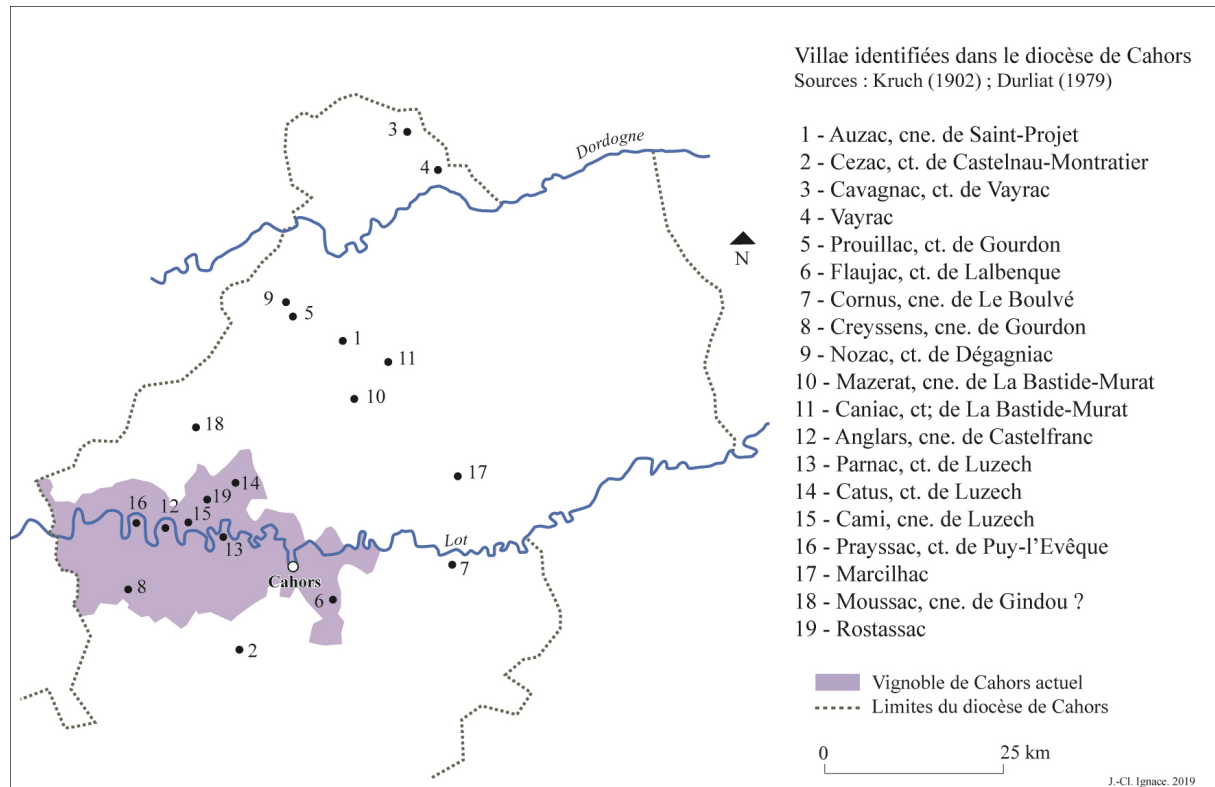 Villae identifiées dans le diocèse de Cahors
Sources : Kruch (1902) ; Durliat (1979)
1 - Auzac, cne. de Saint-Projet
2 - Cezac, ct. de Castelnau-Montratier
3 - Cavagnac, ct. de Vayrac
4 - Vayrac
5 - Prouillac, ct. de Gourdon
6 - Flaujac, ct. de Lalbenque
7 - Cornus, cne. de Le Boulvé
8 - Creyssens, cne. de Gourdon
9 - Nozac, ct. de Dégagniac
10 - Mazerat, cne. de La Bastide-Murat
11 - Caniac, ct; de La Bastide-Murat
12 - Anglars, cne. de Castelfranc
13 - Parnac, ct. de Luzech
14 - Catus, ct. de Luzech
15 - Cami, cne. de Luzech
16 - Prayssac, ct. de Puy-l'Evêque
17 - Marcilhac
18 - Moussac, cne. de Gindou ?
19 - Rostassac
Vignoble de Cahors actuel
Limites du diocèse de Cahors
0 25 km
J.-Cl. Ignace. 2019
3
Dordogne
4
N
9
5
1
11
10
18
17
14
19
16
12
15
13
Lot
7
Cahors
8
6
2